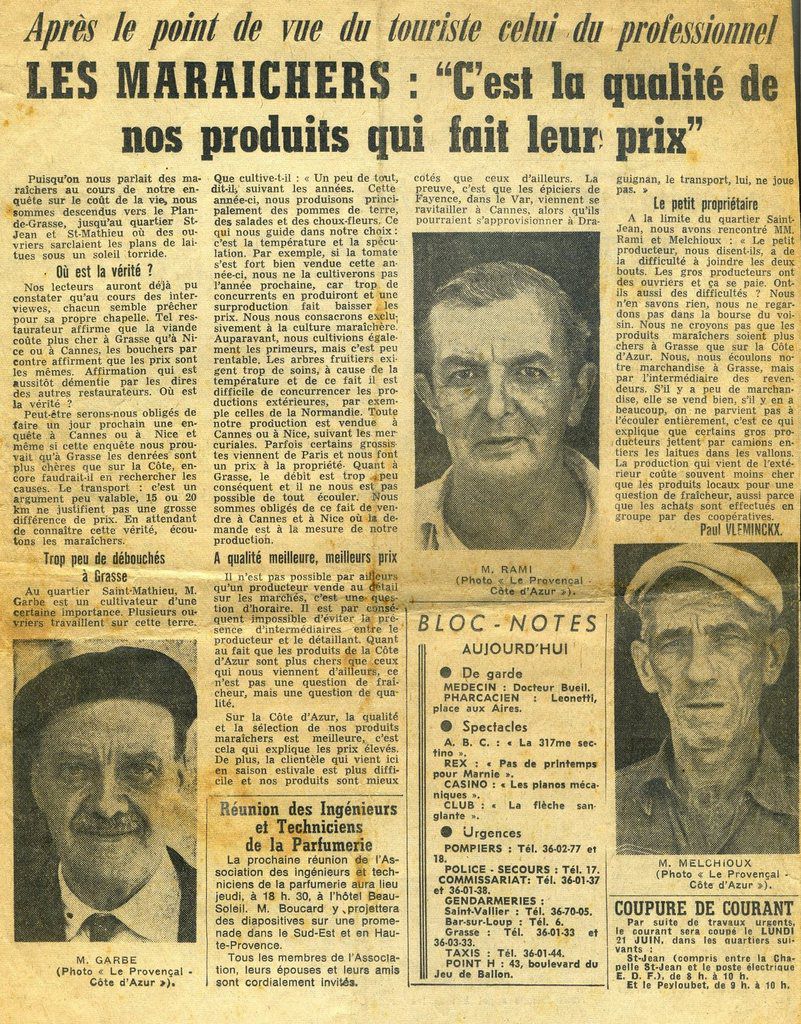 Après le point de vue du touriste celui du professionnel
LES MARAICHERS : “C'est la qualité de
nos produits qui fait leur prix”
Puisqu'on nous parlait des ma-
raîchers au cours de notre en-
quête sur le coût de la vie, nous
sommes descendus vers le Plan-
de-Grasse, jusqu'au quartier St-
Jean et St-Mathieu où des ou-
vriers sarclaient les plans de lai-
tues sous un soleil torride.
Où est la vérité ?
Nos lecteurs auront déjà pu
constater qu'au cours des inter-
viewes, chacun semble prêcher
pour sa propre chapelle. Tel res-
taurateur affirme que la viande
coûte plus cher à Grasse qu'à Ni-
ce ou à Cannes, les bouchers par
contre affirment que les prix sont
les mêmes. Affirmation qui est
aussitôt démentie par les dires
des autres restaurateurs. Où est
la vérité ?
Peut-être serons-nous obligés de
faire un jour prochaine une en-
quête à Cannes ou à Nice et
même si cette enquête nous prou-
vait qu'à Grasse les denrées sont
plus chères que sur la Côte, en-
core faudrait-il en rechercher les
causes. Le transport : c'est un
argument peu valable, 15 ou 20
km ne justifient pas une grosse
différence de prix. En attendant
de connaître cette vérité, écou-
tons les maraîchers.
Trop peu de débouchés
à Grasse
Au quartier Saint-Mathieu, M.
Garbe est un cultivateur d'une
certaine importance. Plusieurs ou-
vriers travaillent sur cette terre.
M. GARBE
(Photo « Le Provençal -
Côte d'Azur »).
Que cultive-t-il : « Un peu de tout,
dit-il, suivant les années. Cette
année-ci, nous produisons princi-
palement des pommes de terre,
des salades et des choux-fleurs. Ce
qui nous guide dans notre choix :
c'est la température et la spécu-
lation. Par exemple, si la tomate
s'est fort bien vendue cette an-
née-ci, nous ne la cultiverons pas
l'année prochaine, car trop de
concurrents en produiront et une
surproduction fait baisser les
prix. Nous nous consacrons exclu-
sivement à la culture maraîchère.
Auparavant, nous cultivions égale-
ment les primeurs, mais c'est peu
rentable. Les arbres fruitiers exi-
gent trop de soins, à cause de la
température et de ce fait il est
difficile de concurrencer les pro-
ductions extérieures, par exem-
ple celles de la Normandie. Toute
notre production est vendue à
Cannes ou à Nice, suivant les mer-
curiales. Parfois certains grossis-
tes viennent de Paris et nous font
un prix à la propriété. Quant à
Grasse, le débit est trop peu
conséquent et il ne nous est pas
possible de tout écouler. Nous
sommes obligés de ce fait de ven-
dre à Cannes et à Nice où la de-
mande est à la mesure de notre
production.
A qualité meilleure, meilleurs prix
Il n'est pas possible par ailleurs
qu'un producteur vende au détail
sur les marchés, c'est une ques-
tion d'horaire. Il est par consé-
quent impossible d'éviter la pré-
sence d'intermédiaires entre le
producteur et le détaillant. Quant
au fait que les produits de la Côte
d'Azur sont plus chers que ceux
qui nous viennent d'ailleurs, ce
n'est pas une question de fraî-
cheur, mais une question de qua-
lité.
Sur la Côte d'Azur, la qualité
et la sélection de nos produits
maraîchers est meilleure, c'est
cela qui explique les prix élevés.
De plus, la clientèle qui vient ici
en saison estivale est plus diffi-
cile et nos produits sont mieux
cotés que ceux d'ailleurs. La
preuve, c'est que les épiciers de
Fayence, dans le Var, viennent se
ravitailler à Cannes, alors qu'ils
pourraient s'approvisionner à Dra-
M. RAMI
(Photo « Le Provençal -
Côte d'Azur »).
guignan, le transport, lui, ne joue
pas. »
Le petit propriétaire
A la limite du quartier Saint-
Jean, nous avons rencontré MM.
Rami et Melchioux : « Le petit
producteur, nous disent-ils, a de
la difficulté à joindre les deux
bouts. Les gros producteurs ont
des ouvriers et ça se paie. Ont-
ils aussi des difficultés ? Nous
n'en savons rien, nous ne regar-
dons pas dans la bourse du voi-
sin. Nous ne croyons pas que les
produits maraîchers soient plus
chers à Grasse que sur la Côte
d'Azur. Nous, nous écoulons no-
tre marchandise à Grasse, mais
par l'intermédiaire des reven-
deurs. S'il y a peu de marchan-
dise, elle se vend bien, s'il y en a
beaucoup, on ne parvient pas à
l'écouler entièrement, c'est ce qui
explique que certains gros pro-
ducteurs jettent par camions en-
tiers les laitues dans les vallons.
La production qui vient de l'exté-
rieur coûte souvent moins cher
que les produits locaux pour une
question de fraîcheur, aussi parce
que les achats sont effectués en
groupe par des coopératives.
Paul VLEMINCKX.
M. MELCHIOUX
(Photo « Le Provençal -
Côte d'Azur »).
Réunion des Ingénieurs
et Techniciens
de la Parfumerie
La prochaine réunion de l'As-
sociation des ingénieurs et tech-
niciens de la parfumerie aura lieu
jeudi, à 18 h. 30, à l'hôtel Beau-
Soleil. M. Boucard y projettera
des diapositives sur une prome-
nade dans le Sud-Est et en Hau-
te-Provence.
Tous les membres de l'Associa-
tion, leurs épouses et leurs amis
sont cordialement invités.
BLOC - NOTES
AUJOURD'HUI
● De garde
MEDECIN : Docteur Bueil.
PHARCACIEN : Leonetti,
place aux Aires.
● Spectacles
A. B. C. : « La 317me sec-
tino ».
REX : « Pas de printemps
pour Marnie ».
CASINO : « Les pianos méca-
niques ».
CLUB : « La flèche san-
glante ».
● Urgences
POMPIERS : Tél. 36-02-77 et
18.
POLICE - SECOURS : Tél. 17.
COMMISSARIAT: Tél. 36-01-37
et 36-01-38.
GENDARMERIES :
Saint-Vallier : Tél. 36-70-05.
Bar-sur-Loup : Tél. 6.
Grasse : Tél. 36-01-33 et
36-03-33.
TAXIS : Tél. 36-01-44.
POINT H : 43, boulevard du
Jeu de Ballon.
COUPURE DE COURANT
Par suite de travaux urgents,
le courant sera coupé le LUNDI
21 JUIN, dans les quartiers sui-
vants :
St-Jean (compris entre la Cha-
pelle St-Jean et le poste électrique
E. D. F.), de 8 h. à 10 h.
Et le Peyloubet, de 9 h. à 10 h.